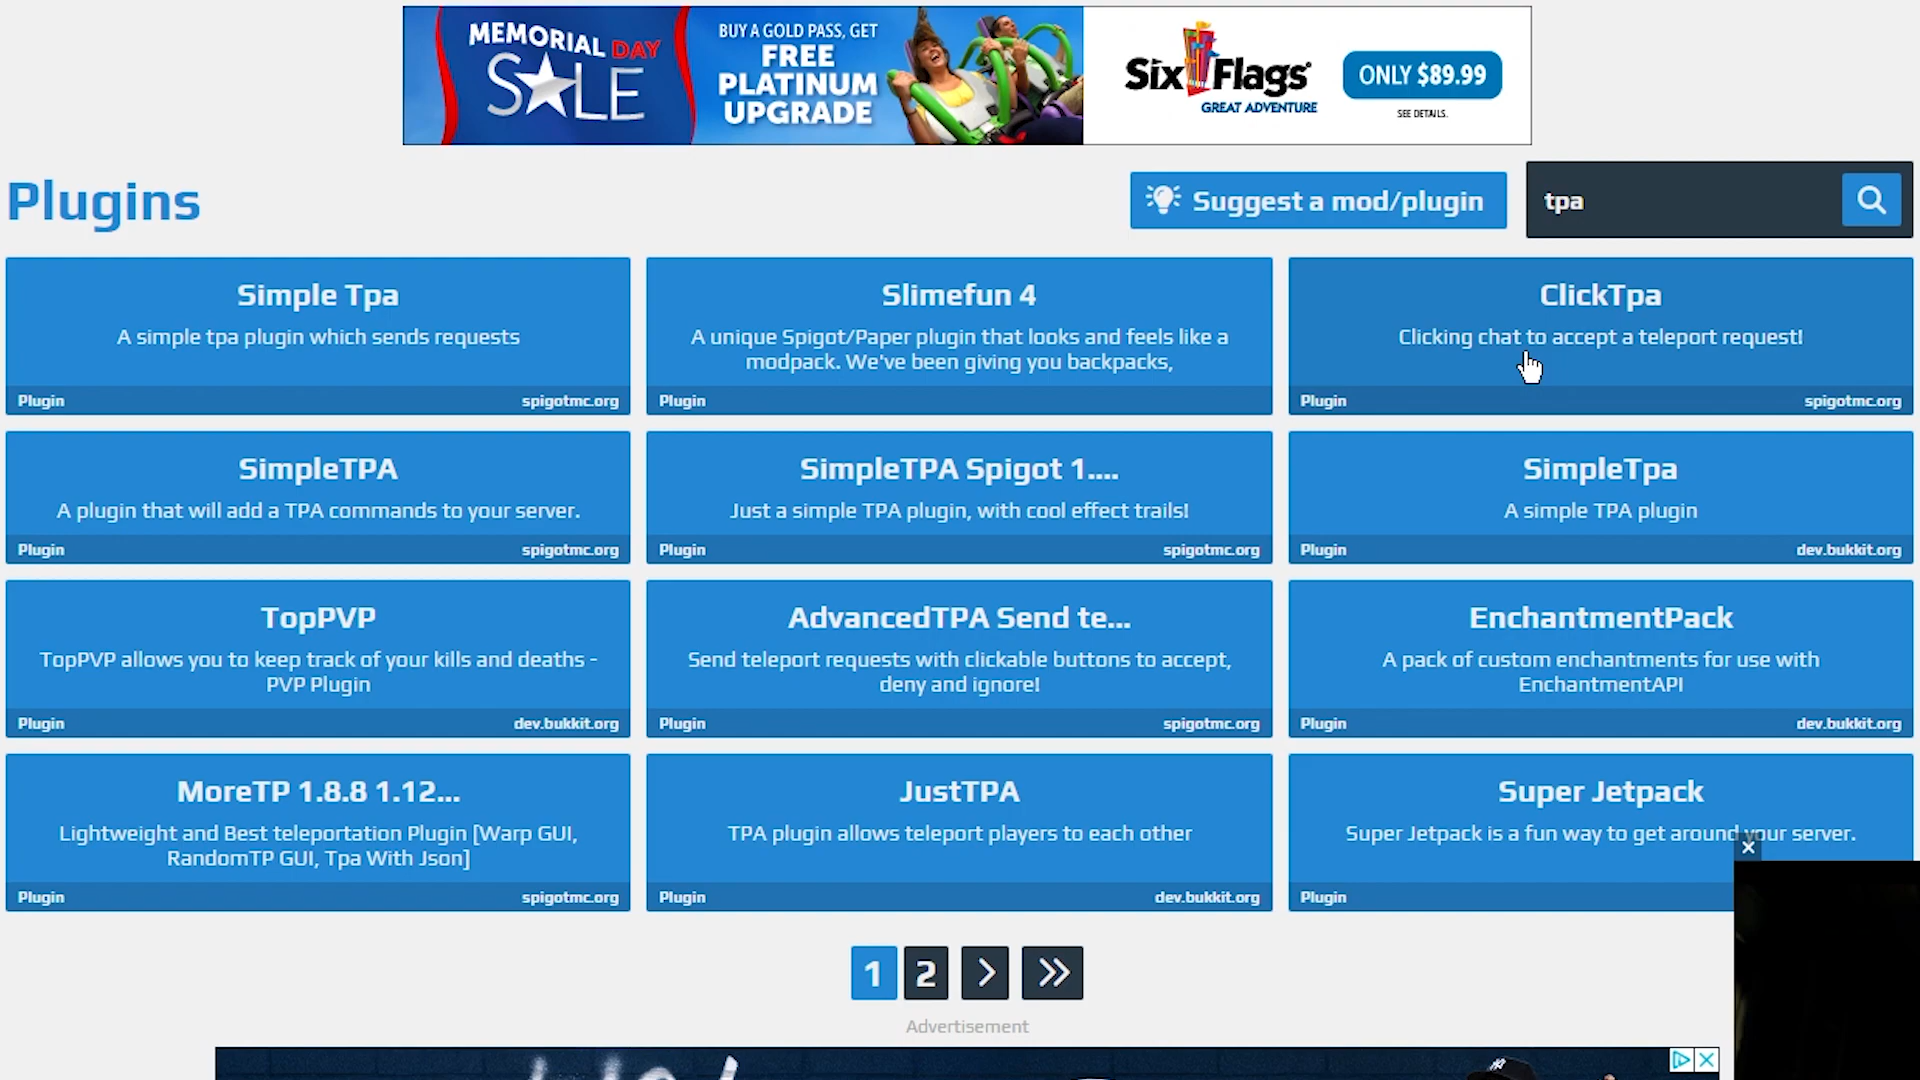 MEMORIAL DAY
SALE
BUY A GOLD PASS, GET
FREE
PLATINUM
UPGRADE
Six Flags
GREAT ADVENTURE
ONLY $89.99
SEE DETAILS.
Plugins
Suggest a mod/plugin
tpa
Simple Tpa
A simple tpa plugin which sends requests
Plugin
spigotmc.org
Slimefun 4
A unique Spigot/Paper plugin that looks and feels like a
modpack. We've been giving you backpacks,
Plugin
ClickTpa
Clicking chat to accept a teleport request!
Plugin
spigotmc.org
SimpleTPA
A plugin that will add a TPA commands to your server.
Plugin
spigotmc.org
SimpleTPA Spigot 1....
Just a simple TPA plugin, with cool effect trails!
Plugin
spigotmc.org
SimpleTpa
A simple TPA plugin
Plugin
dev.bukkit.org
TopPVP
TopPVP allows you to keep track of your kills and deaths -
PVP Plugin
Plugin
dev.bukkit.org
AdvancedTPA Send te...
Send teleport requests with clickable buttons to accept,
deny and ignore!
Plugin
spigotmc.org
EnchantmentPack
A pack of custom enchantments for use with
EnchantmentAPI
Plugin
dev.bukkit.org
MoreTP 1.8.8 1.12...
Lightweight and Best teleportation Plugin [Warp GUI,
RandomTP GUI, Tpa With Json]
Plugin
spigotmc.org
JustTPA
TPA plugin allows teleport players to each other
Plugin
dev.bukkit.org
Super Jetpack
Super Jetpack is a fun way to get around your server.
Plugin
1 2
Advertisement